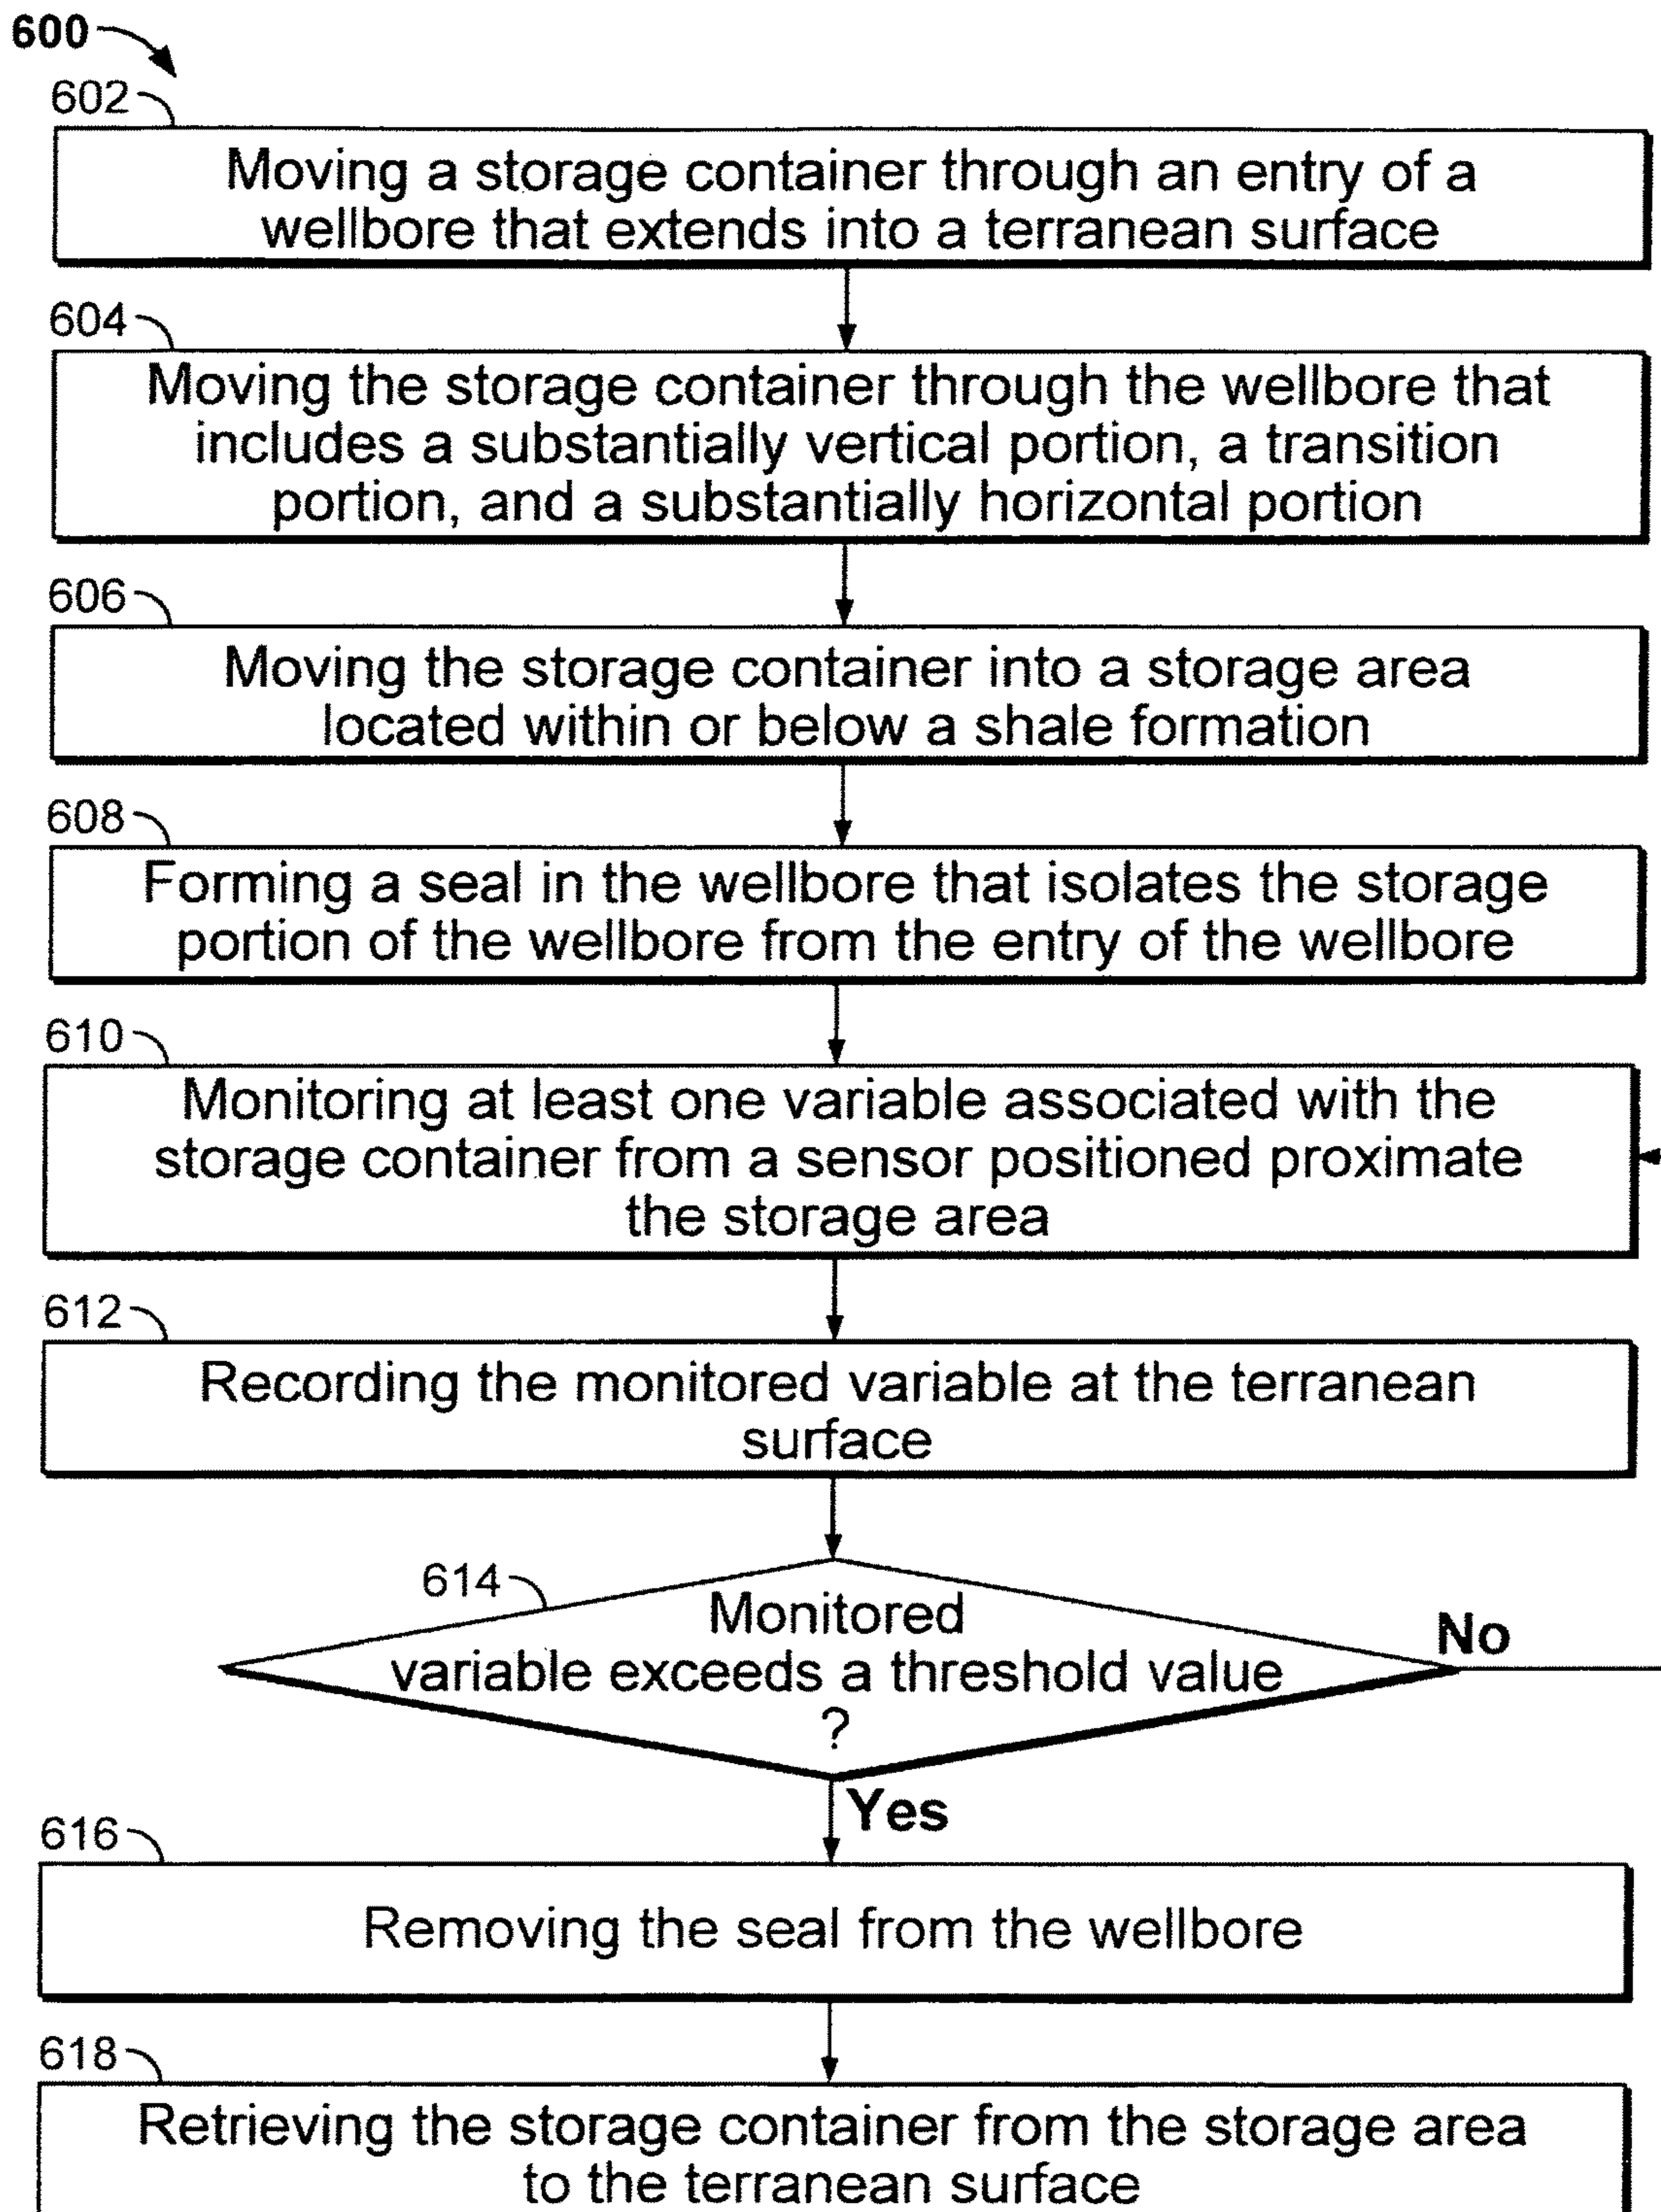 600
602
Moving a storage container through an entry of a
wellbore that extends into a terranean surface
604
Moving the storage container through the wellbore that
includes a substantially vertical portion, a transition
portion, and a substantially horizontal portion
606
Moving the storage container into a storage area
located within or below a shale formation
608
Forming a seal in the wellbore that isolates the storage
portion of the wellbore from the entry of the wellbore
610
Monitoring at least one variable associated with the
storage container from a sensor positioned proximate
the storage area
612
Recording the monitored variable at the terranean
surface
614
Monitored
variable exceeds a threshold value
?
No
Yes
616
Removing the seal from the wellbore
618
Retrieving the storage container from the storage area
to the terranean surface